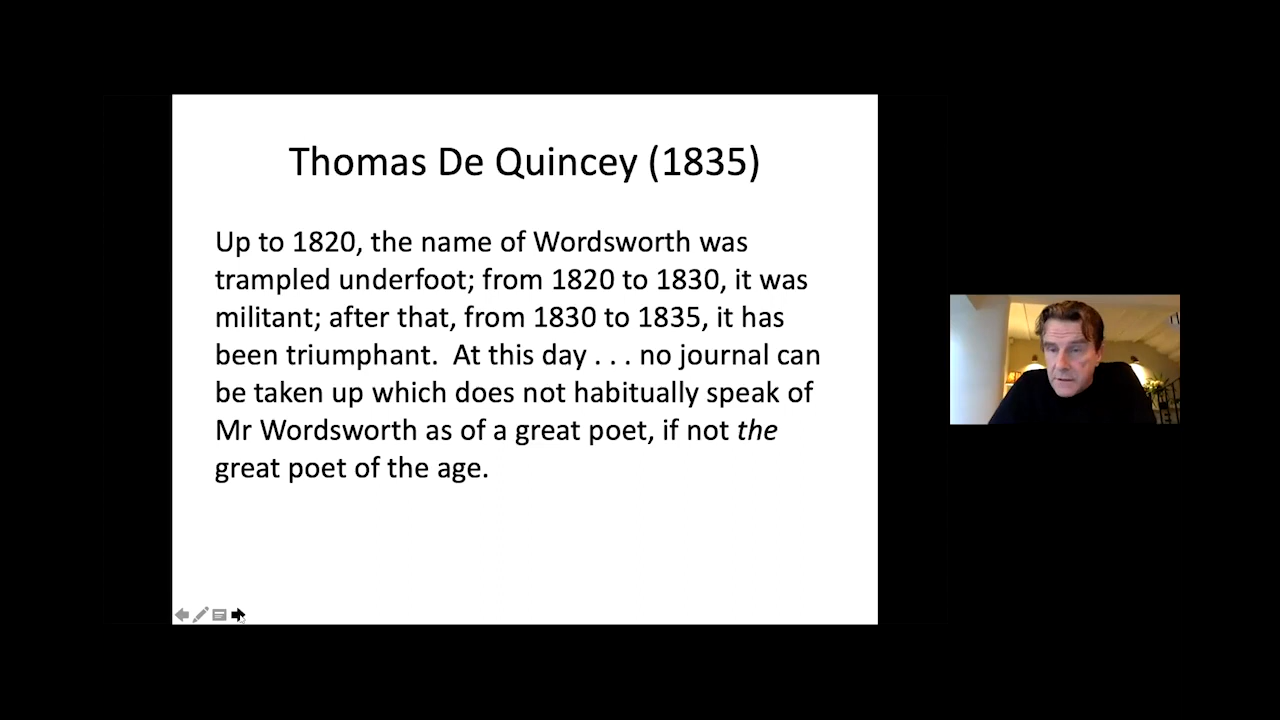 Thomas De Quincey (1835)
Up to 1820, the name of Wordsworth was
trampled underfoot; from 1820 to 1830, it was
militant; after that, from 1830 to 1835, it has
been triumphant.  At this day . . . no journal can
be taken up which does not habitually speak of
Mr Wordsworth as of a great poet, if not the
great poet of the age.